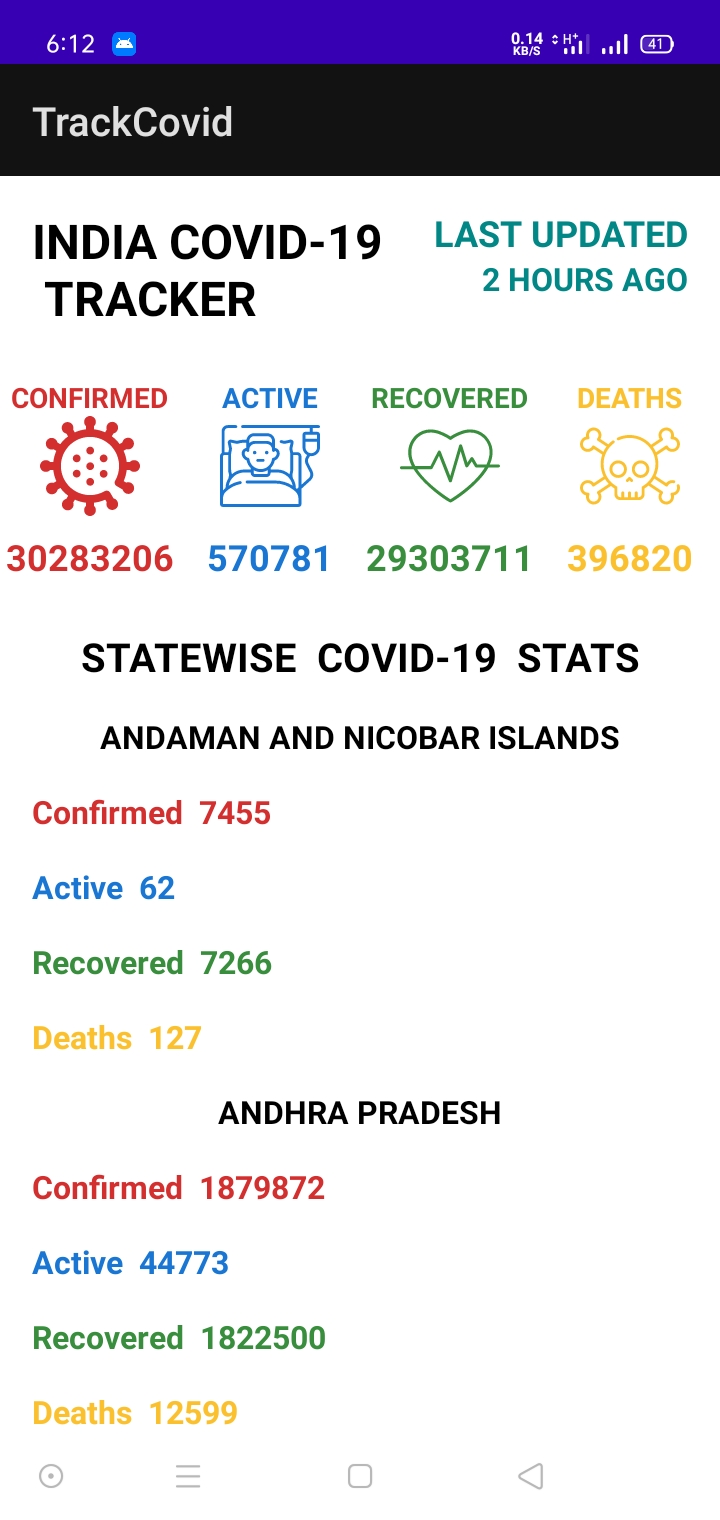 6:12
0.14
KB/S
H+
41
TrackCovid
INDIA COVID-19
TRACKER
LAST UPDATED
2 HOURS AGO
CONFIRMED ACTIVE RECOVERED DEATHS
30283206 570781 29303711 396820
STATEWISE COVID-19 STATS
ANDAMAN AND NICOBAR ISLANDS
Confirmed 7455
Active 62
Recovered 7266
Deaths 127
ANDHRA PRADESH
Confirmed 1879872
Active 44773
Recovered 1822500
Deaths 12599